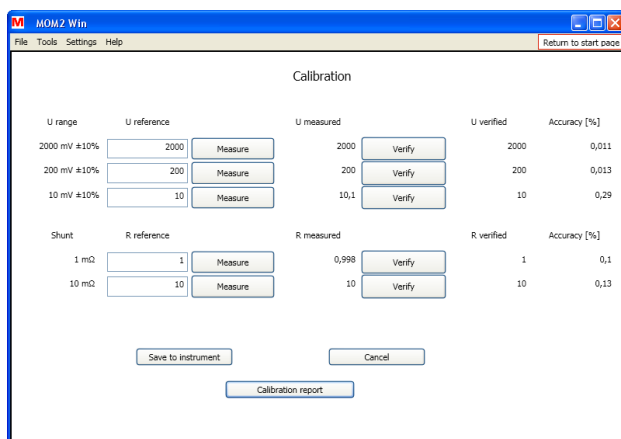 M MOM2 Win
File Tools Settings Help Return to start page
Calibration
U range U reference U measured U verified Accuracy [%]
2000 mV ±10% 2000 Measure 2000 Verify 2000 0,011
200 mV ±10% 200 Measure 200 Verify 200 0,013
10 mV ±10% 10 Measure 10,1 Verify 10 0,29
Shunt R reference R measured R verified Accuracy [%]
1 mΩ 1 Measure 0,998 Verify 1 0,1
10 mΩ 10 Measure 10 Verify 10 0,13
Save to instrument Cancel
Calibration report